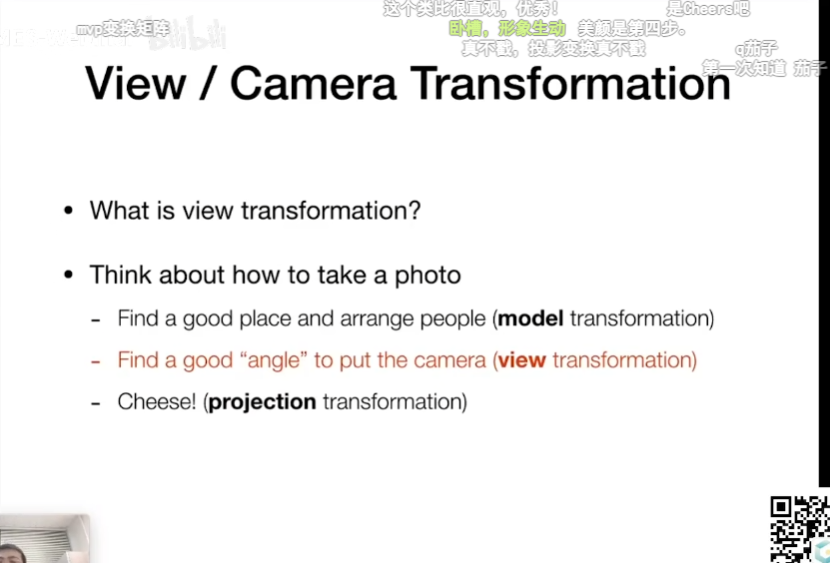 这个类比很直观，优秀！
是Cheers吧
mvp变换矩阵
卧槽，形象生动
美颜是第四步。
bilibili
真不戳，投影变换真不戳
q茄子
第一次知道 茄子
View / Camera Transformation
• What is view transformation?
• Think about how to take a photo
- Find a good place and arrange people (model transformation)
- Find a good “angle” to put the camera (view transformation)
- Cheese! (projection transformation)